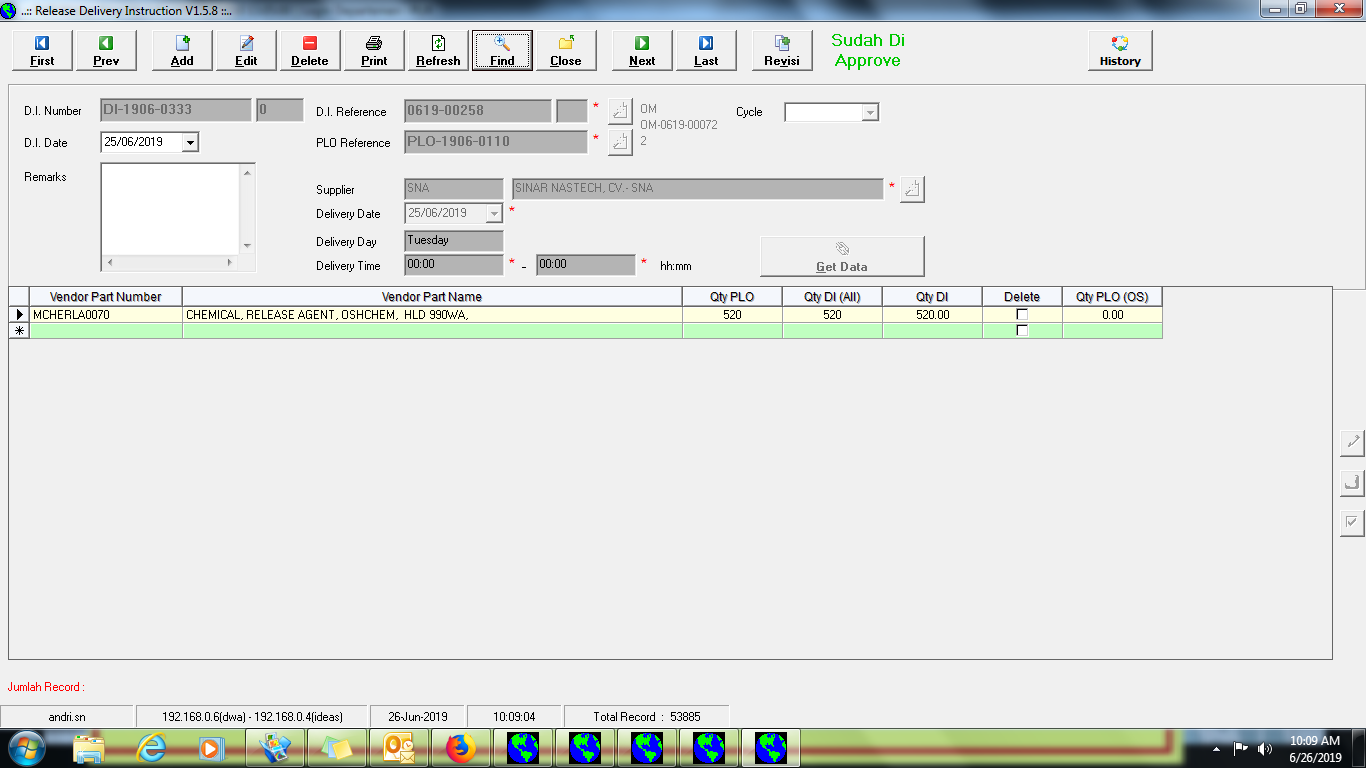 ..:: Release Delivery Instruction V1.5.8 ::..
First Prev Add Edit Delete Print Refresh Find Close Next Last Revisi Sudah Di Approve History
D.I. Number DI-1906-0333 0 D.I. Reference 0619-00258 * OM Cycle
OM-0619-00072
D.I. Date 25/06/2019 PLO Reference PLO-1906-0110 * 2
Remarks
Supplier SNA SINAR NASTECH, CV.- SNA *
Delivery Date 25/06/2019 *
Delivery Day Tuesday
Delivery Time 00:00 * - 00:00 * hh:mm Get Data
Vendor Part Number Vendor Part Name Qty PLO Qty DI (All) Qty DI Delete Qty PLO (OS)
MCHERLA0070 CHEMICAL, RELEASE AGENT, OSHCHEM, HLD 990WA, 520 520 520.00 0.00
Jumlah Record :
andri.sn 192.168.0.6(dwa) - 192.168.0.4(ideas) 26-Jun-2019 10:09:04 Total Record : 53885
10:09 AM
6/26/2019